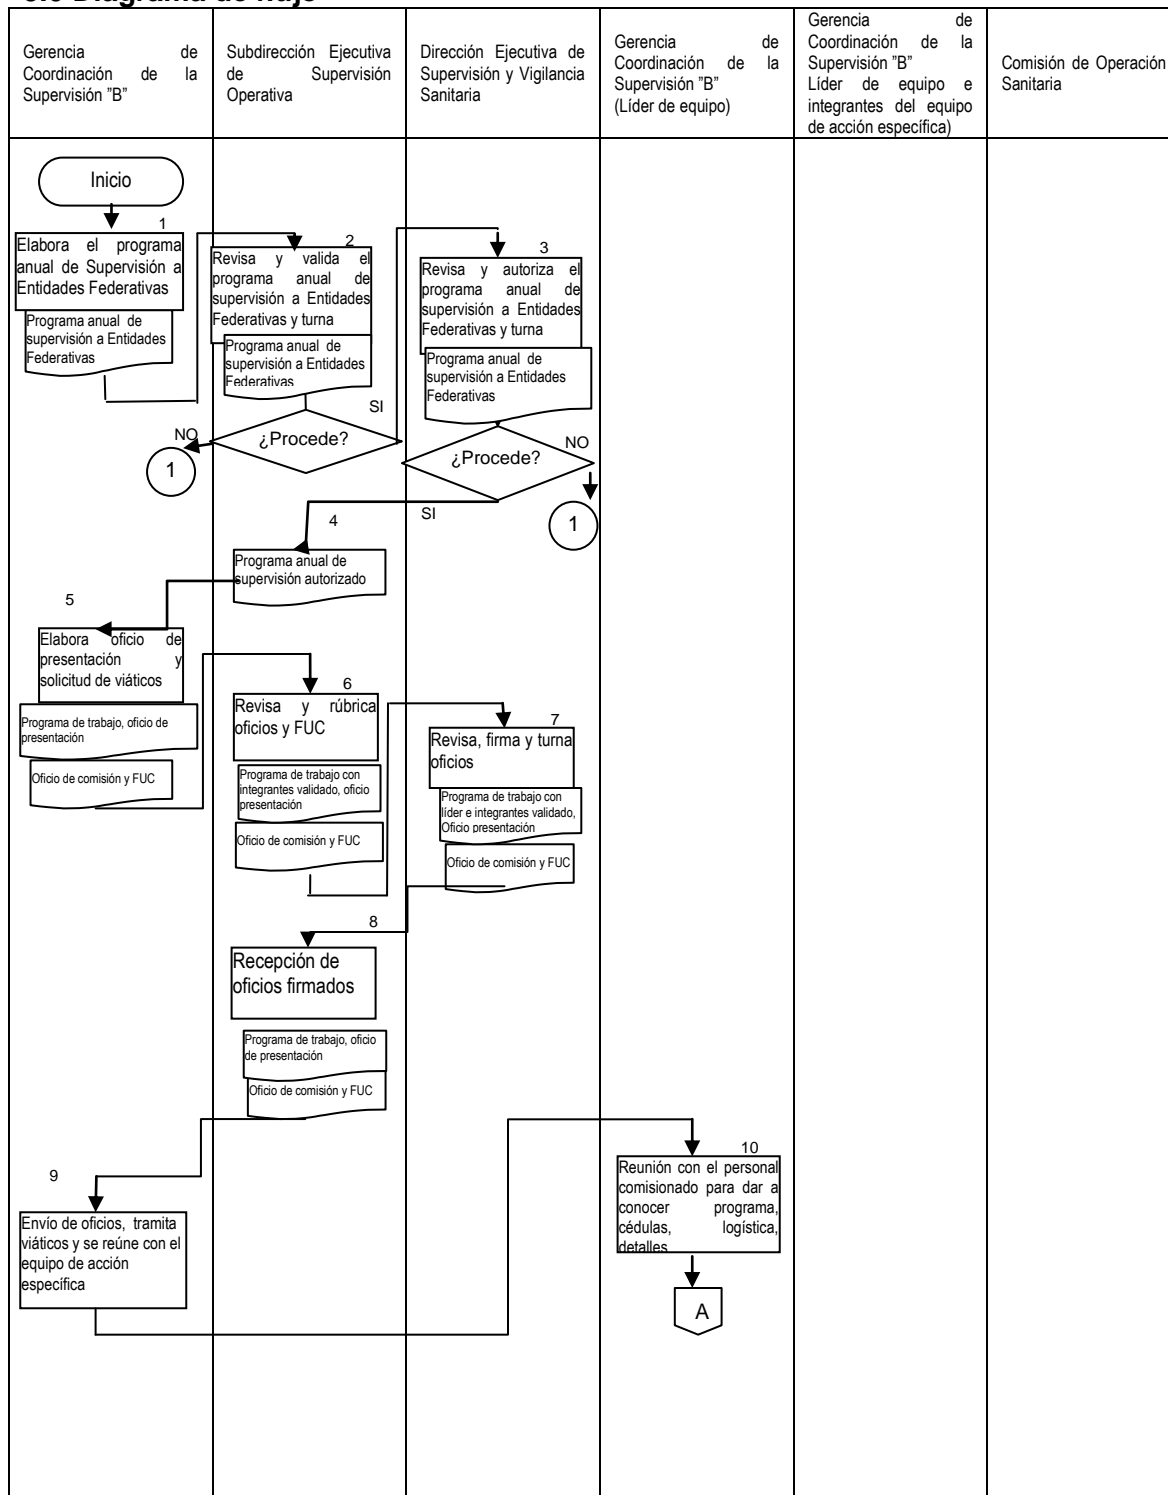 Diagrama de flujo
Gerencia de
Coordinación de la
Supervisión "B"
Subdirección Ejecutiva
de Supervisión
Operativa
Dirección Ejecutiva de
Supervisión y Vigilancia
Sanitaria
Gerencia de
Coordinación de la
Supervisión "B"
(Líder de equipo)
Gerencia de
Coordinación de la
Supervisión "B"
Líder de equipo e
integrantes del equipo
de acción específica)
Comisión de Operación
Sanitaria
Inicio
1
Elabora el programa
anual de Supervisión a
Entidades Federativas
Programa anual de
supervisión a Entidades
Federativas
2
Revisa y valida el
programa anual de
supervisión a Entidades
Federativas y turna
Programa anual de
supervisión a Entidades
Federativas
SI
NO
¿Procede?
1
3
Revisa y autoriza el
programa anual de
supervisión a Entidades
Federativas y turna
Programa anual de
supervisión a Entidades
Federativas
NO
¿Procede?
SI
1
4
Programa anual de
supervisión autorizado
5
Elabora oficio de
presentación y
solicitud de viáticos
Programa de trabajo, oficio de
presentación
Oficio de comisión y FUC
6
Revisa y rúbrica
oficios y FUC
Programa de trabajo con
integrantes validado, oficio
presentación
Oficio de comisión y FUC
7
Revisa, firma y turna
oficios
Programa de trabajo con
líder e integrantes validado,
Oficio presentación
Oficio de comisión y FUC
8
Recepción de
oficios firmados
Programa de trabajo, oficio
de presentación
Oficio de comisión y FUC
9
Envío de oficios, tramita
viáticos y se reúne con el
equipo de acción
específica
10
Reunión con el personal
comisionado para dar a
conocer programa,
cédulas, logística,
detalles
A